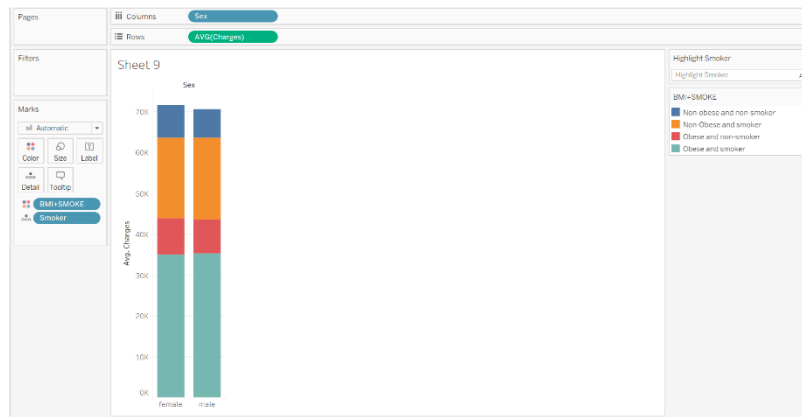 Pages
Columns
Sex
Rows
AVG(Charges)
Filters
Marks
Automatic
Color
Size
Label
Detail
Tooltip
BMI+SMOKE
Smoker
Sheet 9
Sex
70K
60K
50K
40K
30K
20K
10K
0K
Avg. Charges
female
male
Highlight Smoker
Highlight Smoker
BMI+SMOKE
Non-obese and non-smoker
Non-Obese and smoker
Obese and non-smoker
Obese and smoker